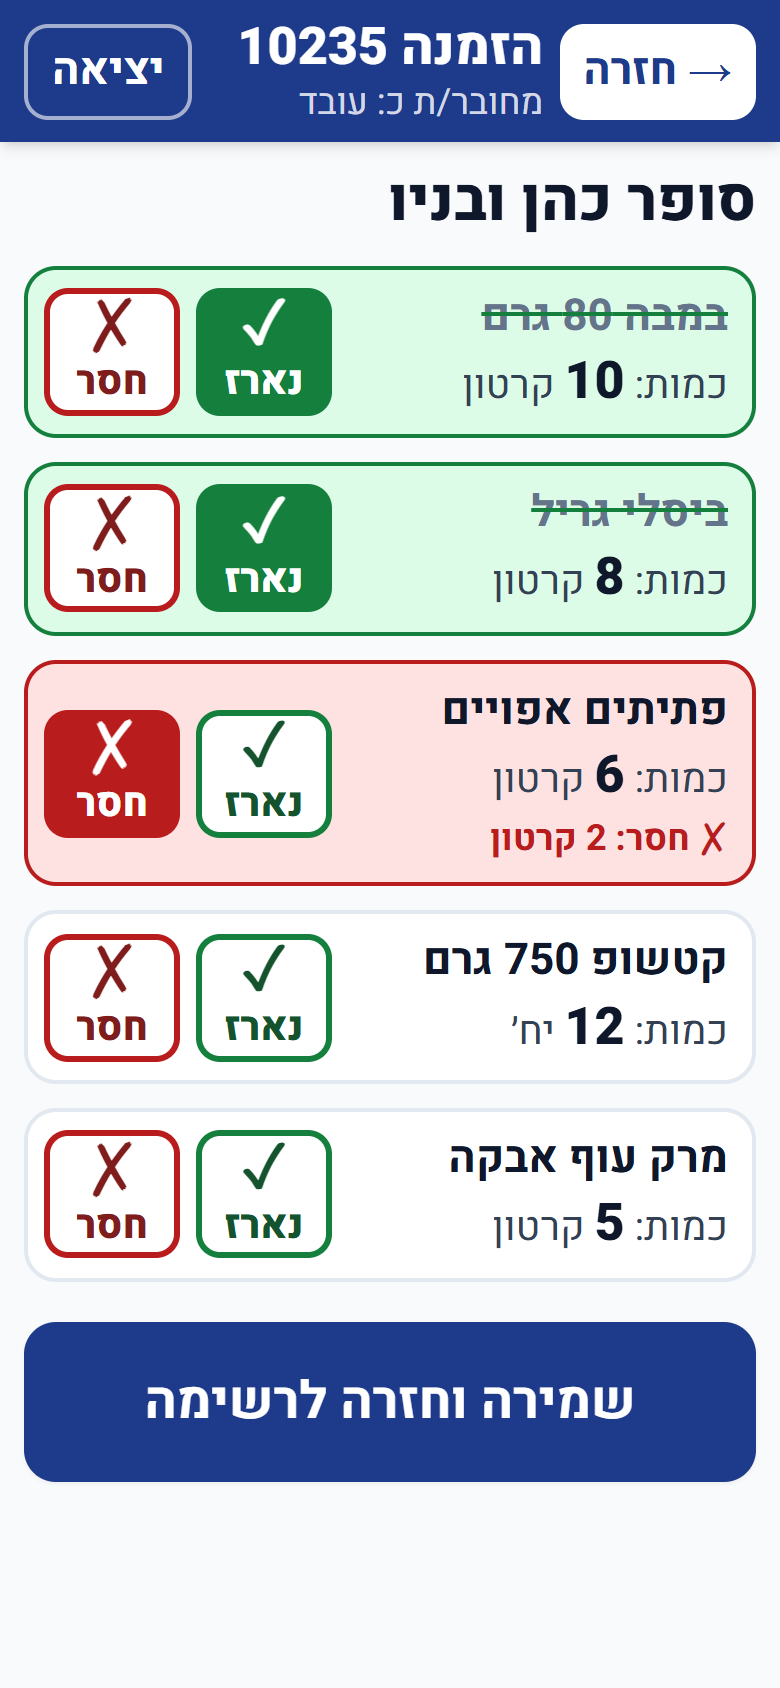 → חזרה
הזמנה 10235
מחובר/ת כ: עובד
יציאה
סופר כהן ובניו
במבה 80 גרם
כמות: 10 קרטון
✓ נארז
✗ חסר
ביסלי גריל
כמות: 8 קרטון
✓ נארז
✗ חסר
פתיתים אפויים
כמות: 6 קרטון
✗ חסר: 2 קרטון
✓ נארז
✗ חסר
קטשופ 750 גרם
כמות: 12 יח׳
✓ נארז
✗ חסר
מרק עוף אבקה
כמות: 5 קרטון
✓ נארז
✗ חסר
שמירה וחזרה לרשימה